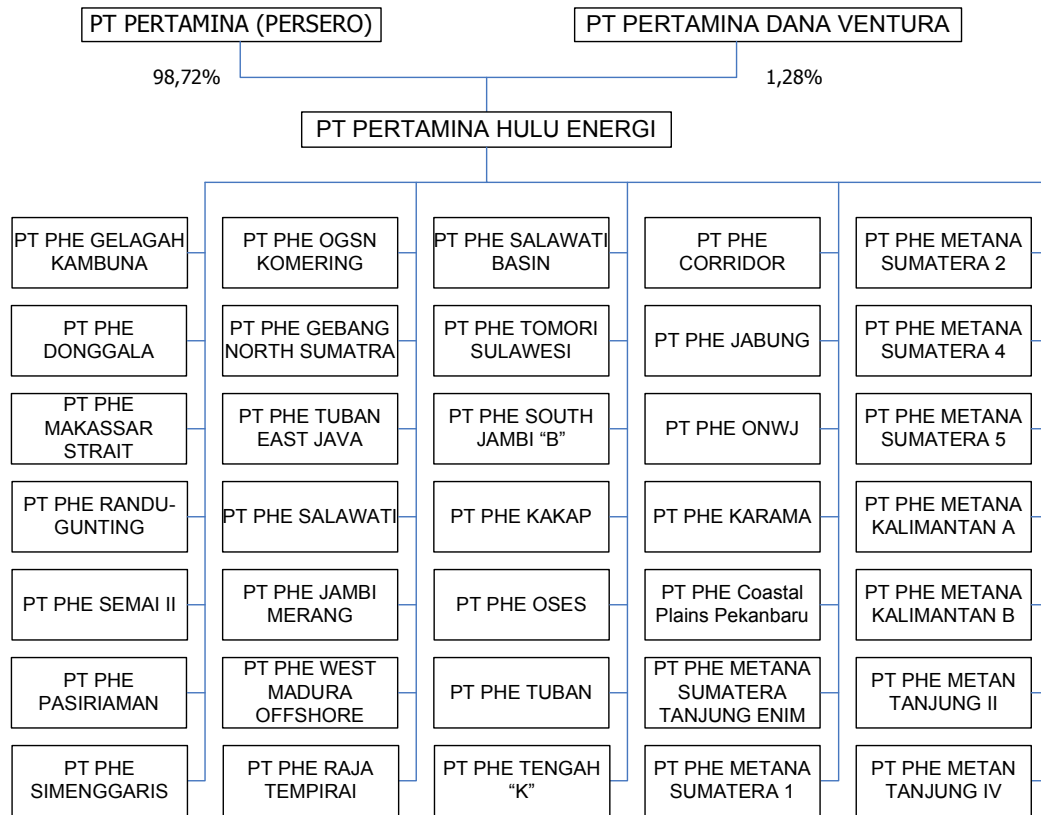 PT PERTAMINA (PERSERO)
PT PERTAMINA DANA VENTURA
98,72%
1,28%
PT PERTAMINA HULU ENERGI
PT PHE GELAGAH
KAMBUNA
PT PHE OGSN
KOMERING
PT PHE SALAWATI
BASIN
PT PHE
CORRIDOR
PT PHE METANA
SUMATERA 2
PT PHE
DONGGALA
PT PHE GEBANG
NORTH SUMATRA
PT PHE TOMORI
SULAWESI
PT PHE JABUNG
PT PHE METANA
SUMATERA 4
PT PHE
MAKASSAR
STRAIT
PT PHE TUBAN
EAST JAVA
PT PHE SOUTH
JAMBI “B”
PT PHE ONWJ
PT PHE METANA
SUMATERA 5
PT PHE RANDU-
GUNTING
PT PHE SALAWATI
PT PHE KAKAP
PT PHE KARAMA
PT PHE METANA
KALIMANTAN A
PT PHE SEMAI II
PT PHE JAMBI
MERANG
PT PHE OSES
PT PHE Coastal
Plains Pekanbaru
PT PHE METANA
KALIMANTAN B
PT PHE
PASIRIAMAN
PT PHE WEST
MADURA
OFFSHORE
PT PHE TUBAN
PT PHE METANA
SUMATERA
TANJUNG ENIM
PT PHE METAN
TANJUNG II
PT PHE
SIMENGGARIS
PT PHE RAJA
TEMPIRAI
PT PHE TENGAH
“K”
PT PHE METANA
SUMATERA 1
PT PHE METAN
TANJUNG IV